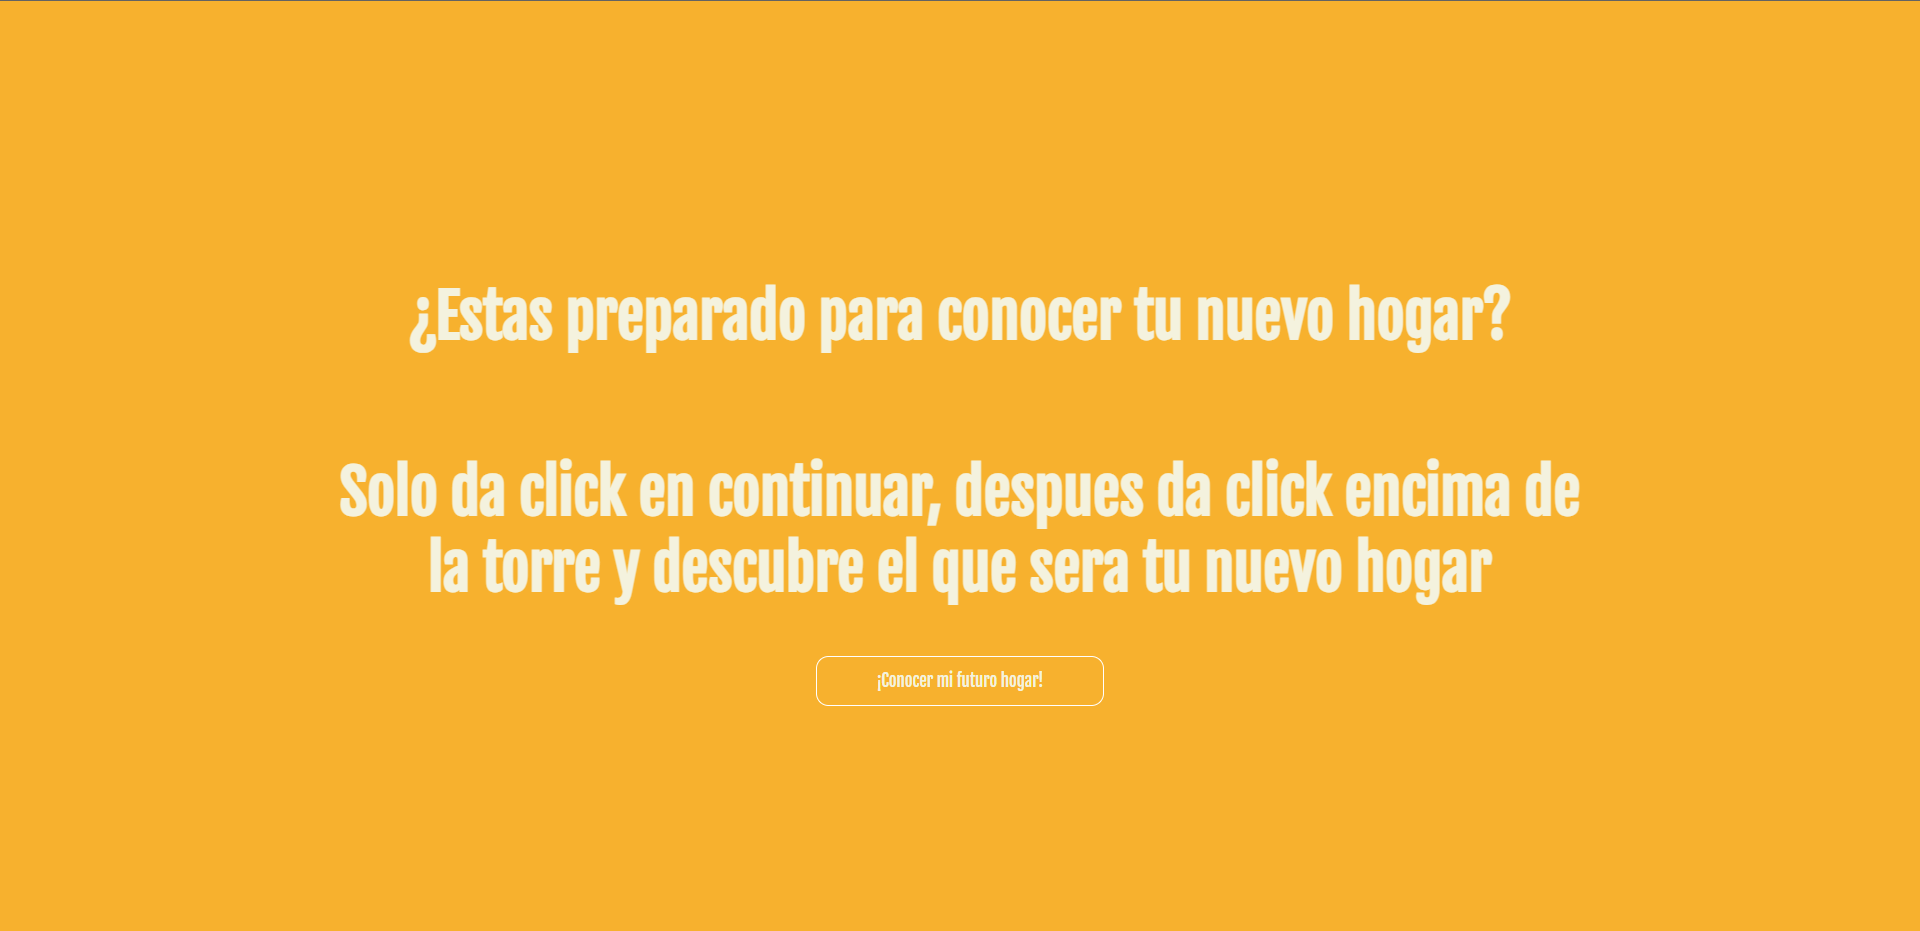 ¿Estas preparado para conocer tu nuevo hogar?
Solo da click en continuar, despues da click encima de
la torre y descubre el que sera tu nuevo hogar
¡Conocer mi futuro hogar!